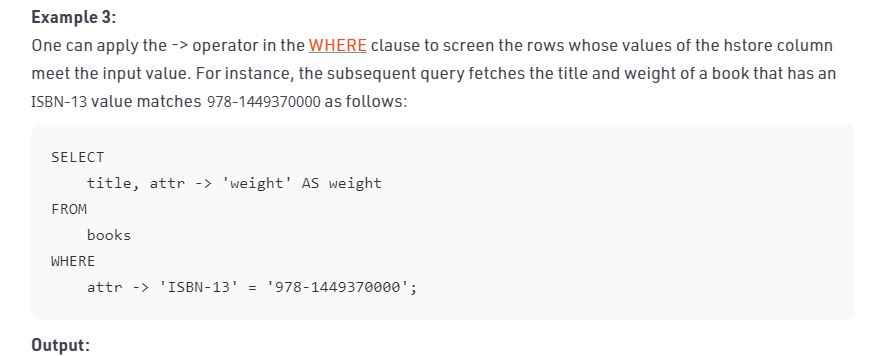 Example 3:
One can apply the -> operator in the WHERE clause to screen the rows whose values of the hstore column
meet the input value. For instance, the subsequent query fetches the title and weight of a book that has an
ISBN-13 value matches 978-1449370000 as follows:
SELECT
    title, attr -> 'weight' AS weight
FROM
    books
WHERE
    attr -> 'ISBN-13' = '978-1449370000';
Output: